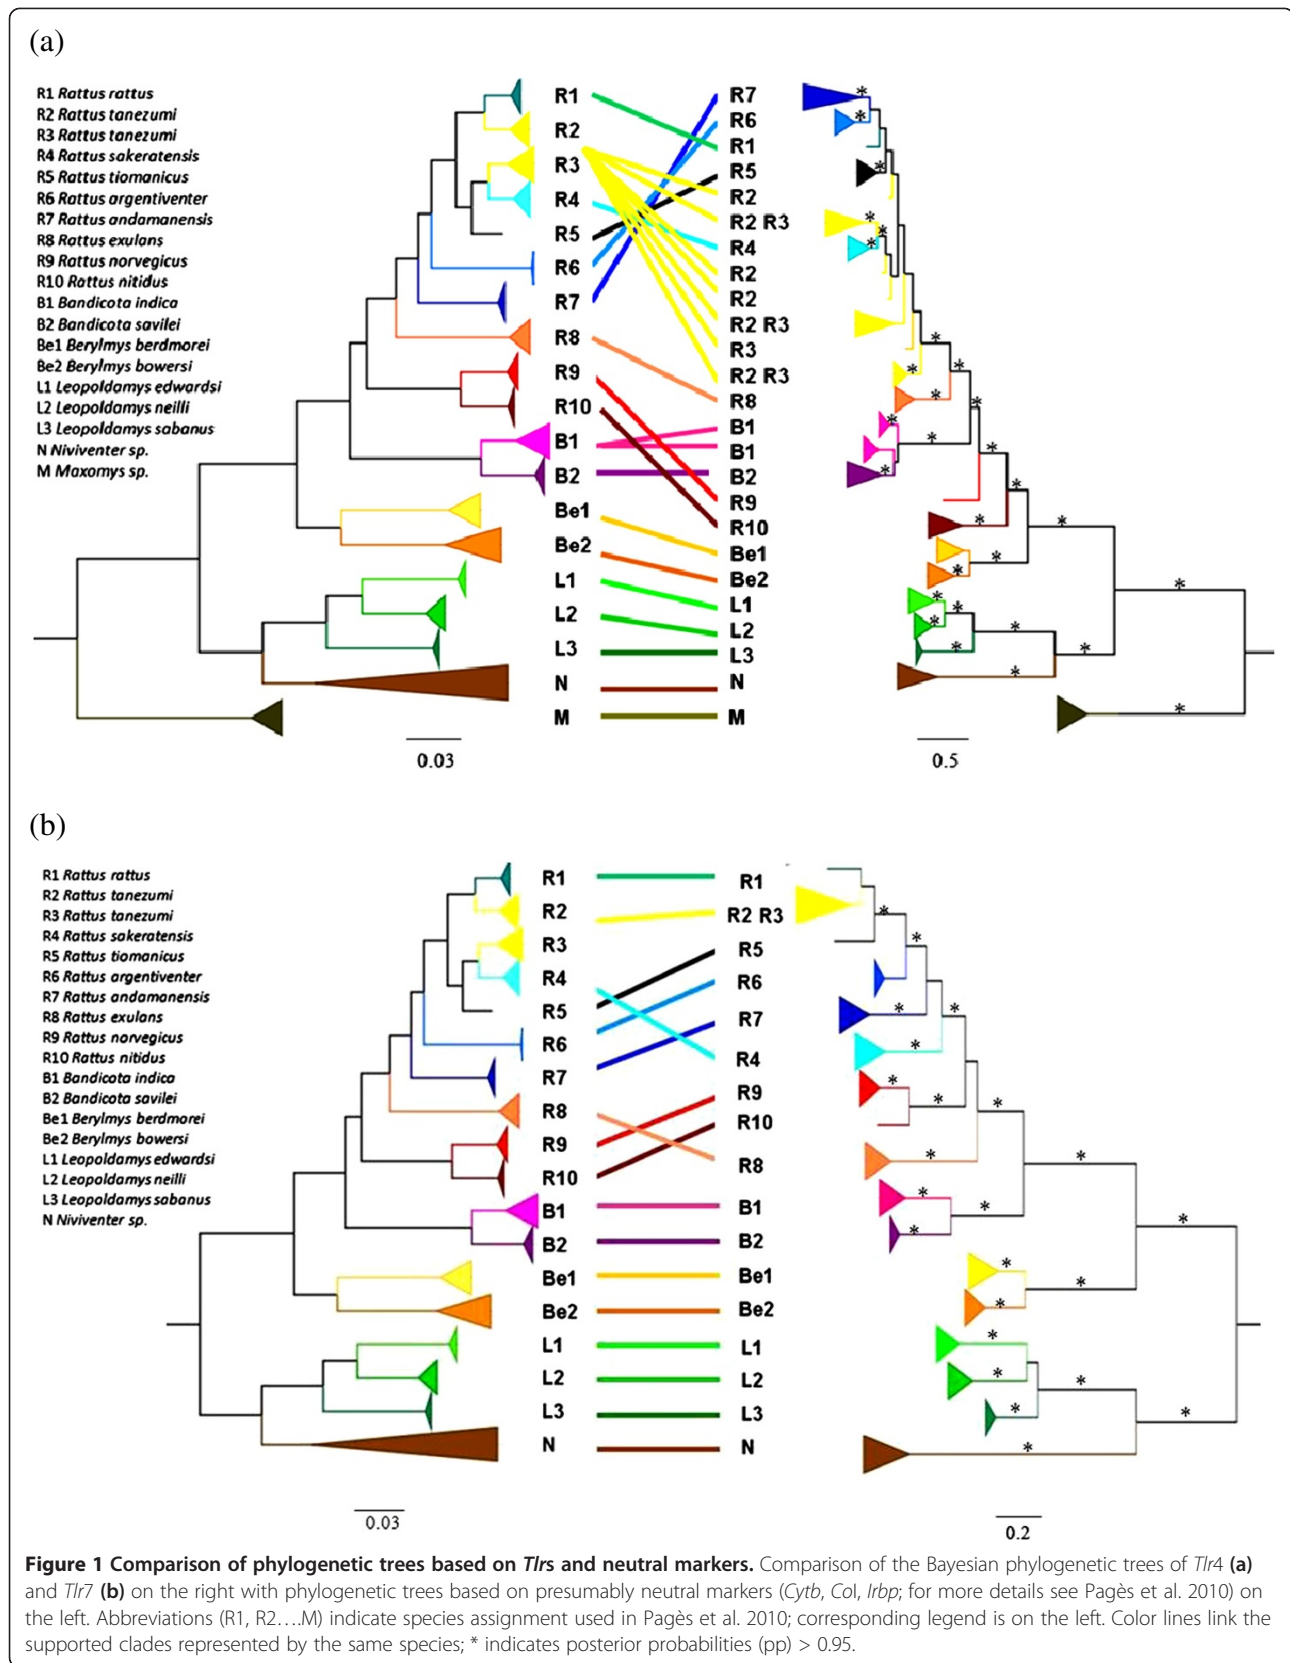 (a)
R1 Rattus rattus
R2 Rattus tanezumi
R3 Rattus tanezumi
R4 Rattus sakeratensis
R5 Rattus tiomanicus
R6 Rattus argentiventer
R7 Rattus andamanensis
R8 Rattus exulans
R9 Rattus norvegicus
R10 Rattus nitidus
B1 Bandicota indica
B2 Bandicota savilei
Be1 Berylmys berdmorei
Be2 Berylmys bowersi
L1 Leopoldamys edwardsi
L2 Leopoldamys neilli
L3 Leopoldamys sabanus
N Niviventer sp.
M Maxomys sp.
R1
R2
R3
R4
R5
R6
R7
R8
R9
R10
B1
B2
Be1
Be2
L1
L2
L3
N
M
R7
R6
R1
R5
R2
R2 R3
R4
R2
R2
R2 R3
R3
R2 R3
R8
B1
B1
B2
R9
R10
Be1
Be2
L1
L2
L3
N
M
0.03
0.5
(b)
R1 Rattus rattus
R2 Rattus tanezumi
R3 Rattus tanezumi
R4 Rattus sakeratensis
R5 Rattus tiomanicus
R6 Rattus argentiventer
R7 Rattus andamanensis
R8 Rattus exulans
R9 Rattus norvegicus
R10 Rattus nitidus
B1 Bandicota indica
B2 Bandicota savilei
Be1 Berylmys berdmorei
Be2 Berylmys bowersi
L1 Leopoldamys edwardsi
L2 Leopoldamys neilli
L3 Leopoldamys sabanus
N Niviventer sp.
R1
R2
R3
R4
R5
R6
R7
R8
R9
R10
B1
B2
Be1
Be2
L1
L2
L3
N
R1
R2 R3
R5
R6
R7
R4
R9
R10
R8
B1
B2
Be1
Be2
L1
L2
L3
N
0.03
0.2
Figure 1 Comparison of phylogenetic trees based on Tlrs and neutral markers. Comparison of the Bayesian phylogenetic trees of Tlr4 (a)
and Tlr7 (b) on the right with phylogenetic trees based on presumably neutral markers (Cytb, CoI, Irbp; for more details see Pagès et al. 2010) on
the left. Abbreviations (R1, R2….M) indicate species assignment used in Pagès et al. 2010; corresponding legend is on the left. Color lines link the
supported clades represented by the same species; * indicates posterior probabilities (pp) > 0.95.